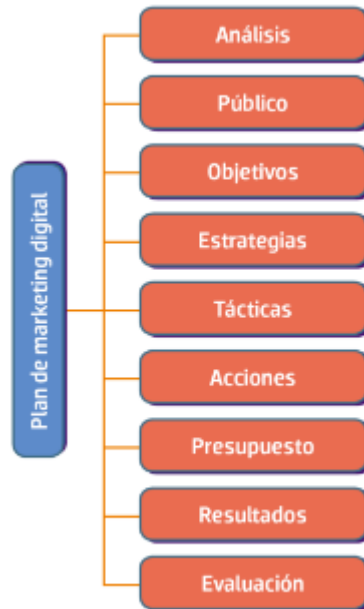 Plan de marketing digital
Análisis
Público
Objetivos
Estrategias
Tácticas
Acciones
Presupuesto
Resultados
Evaluación